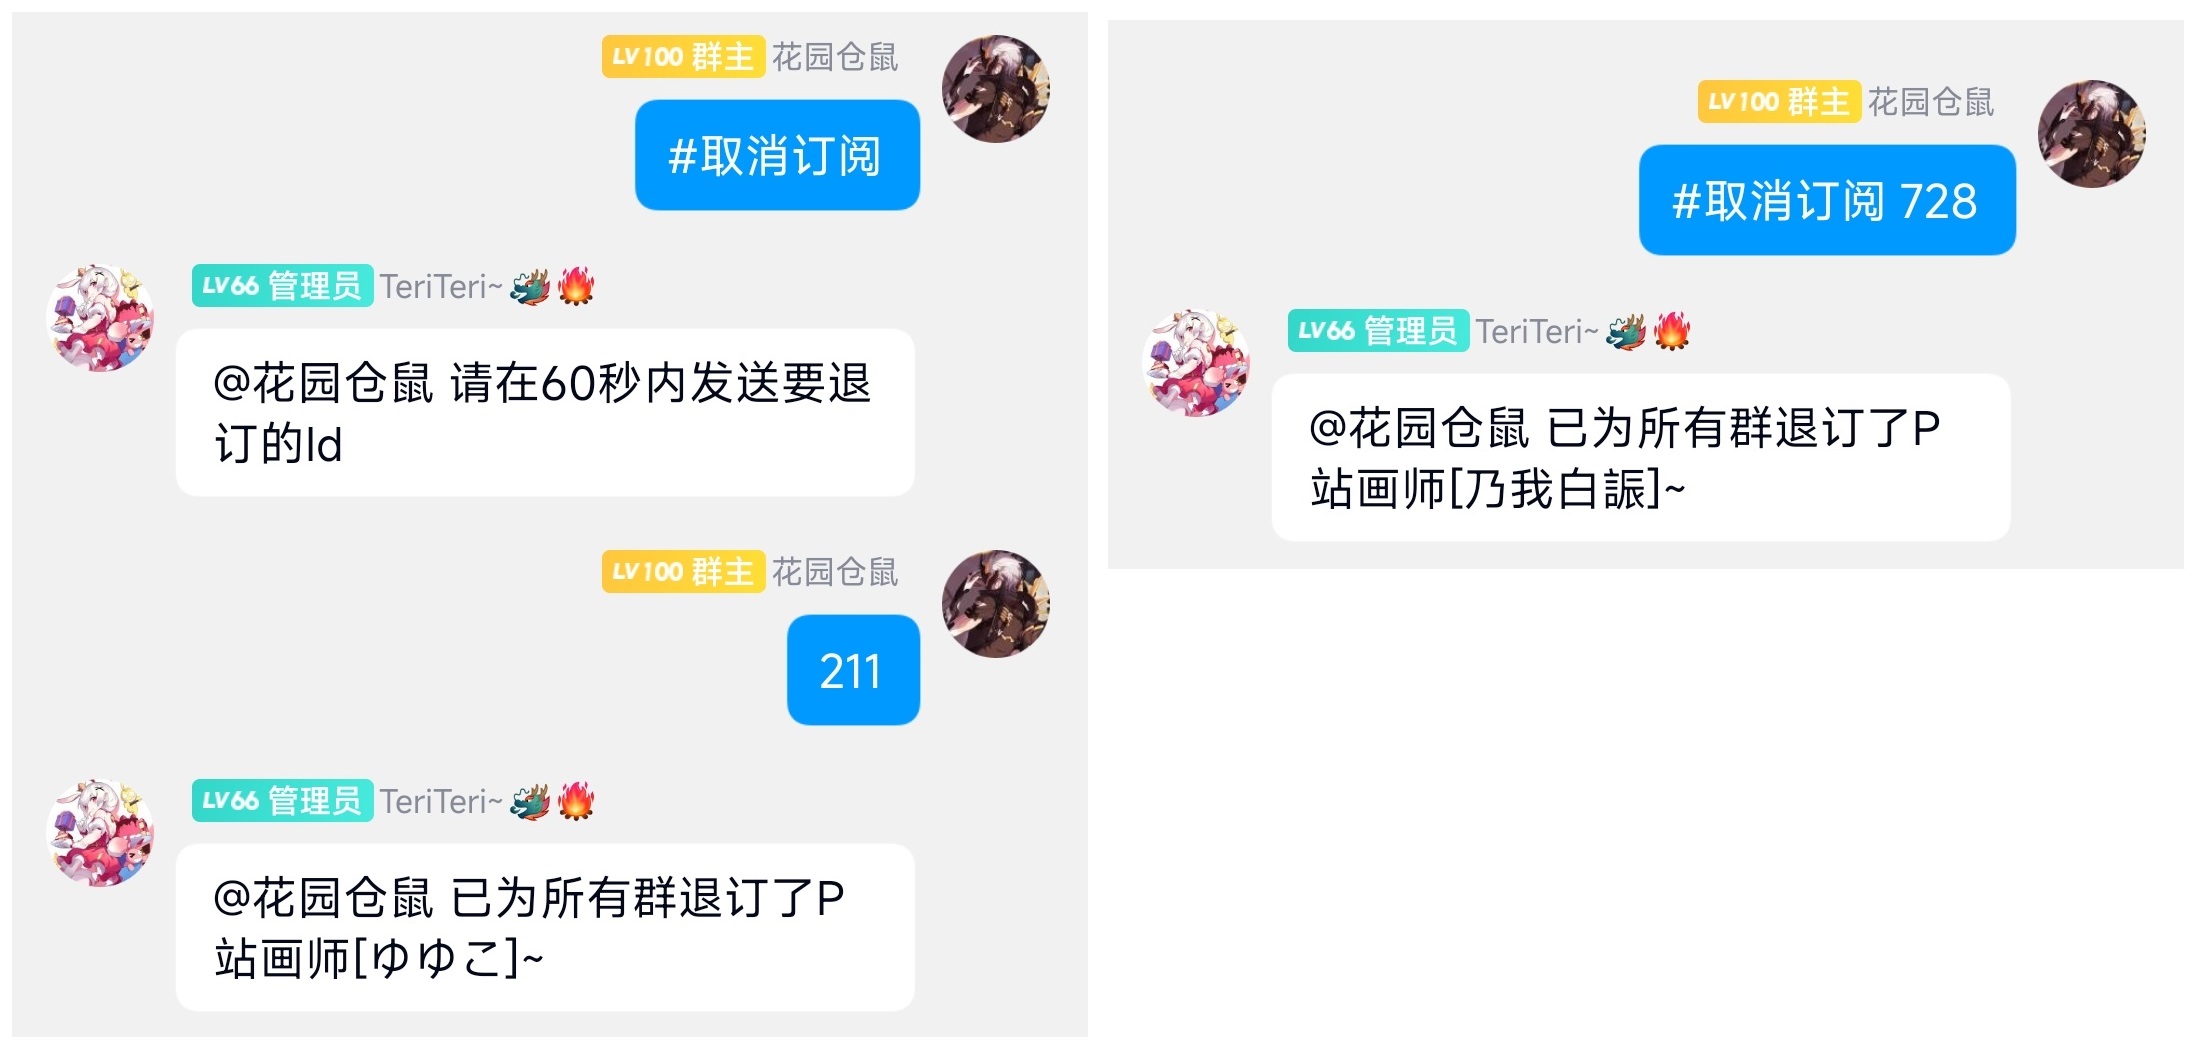 LV100 群主 花园仓鼠
#取消订阅
LV66 管理员 TeriTeri~🐲🔥
@花园仓鼠 请在60秒内发送要退
订的Id
LV100 群主 花园仓鼠
211
LV66 管理员 TeriTeri~🐲🔥
@花园仓鼠 已为所有群退订了P
站画师[ゆゆこ]~
LV100 群主 花园仓鼠
#取消订阅 728
LV66 管理员 TeriTeri~🐲🔥
@花园仓鼠 已为所有群退订了P
站画师[乃我白誫]~